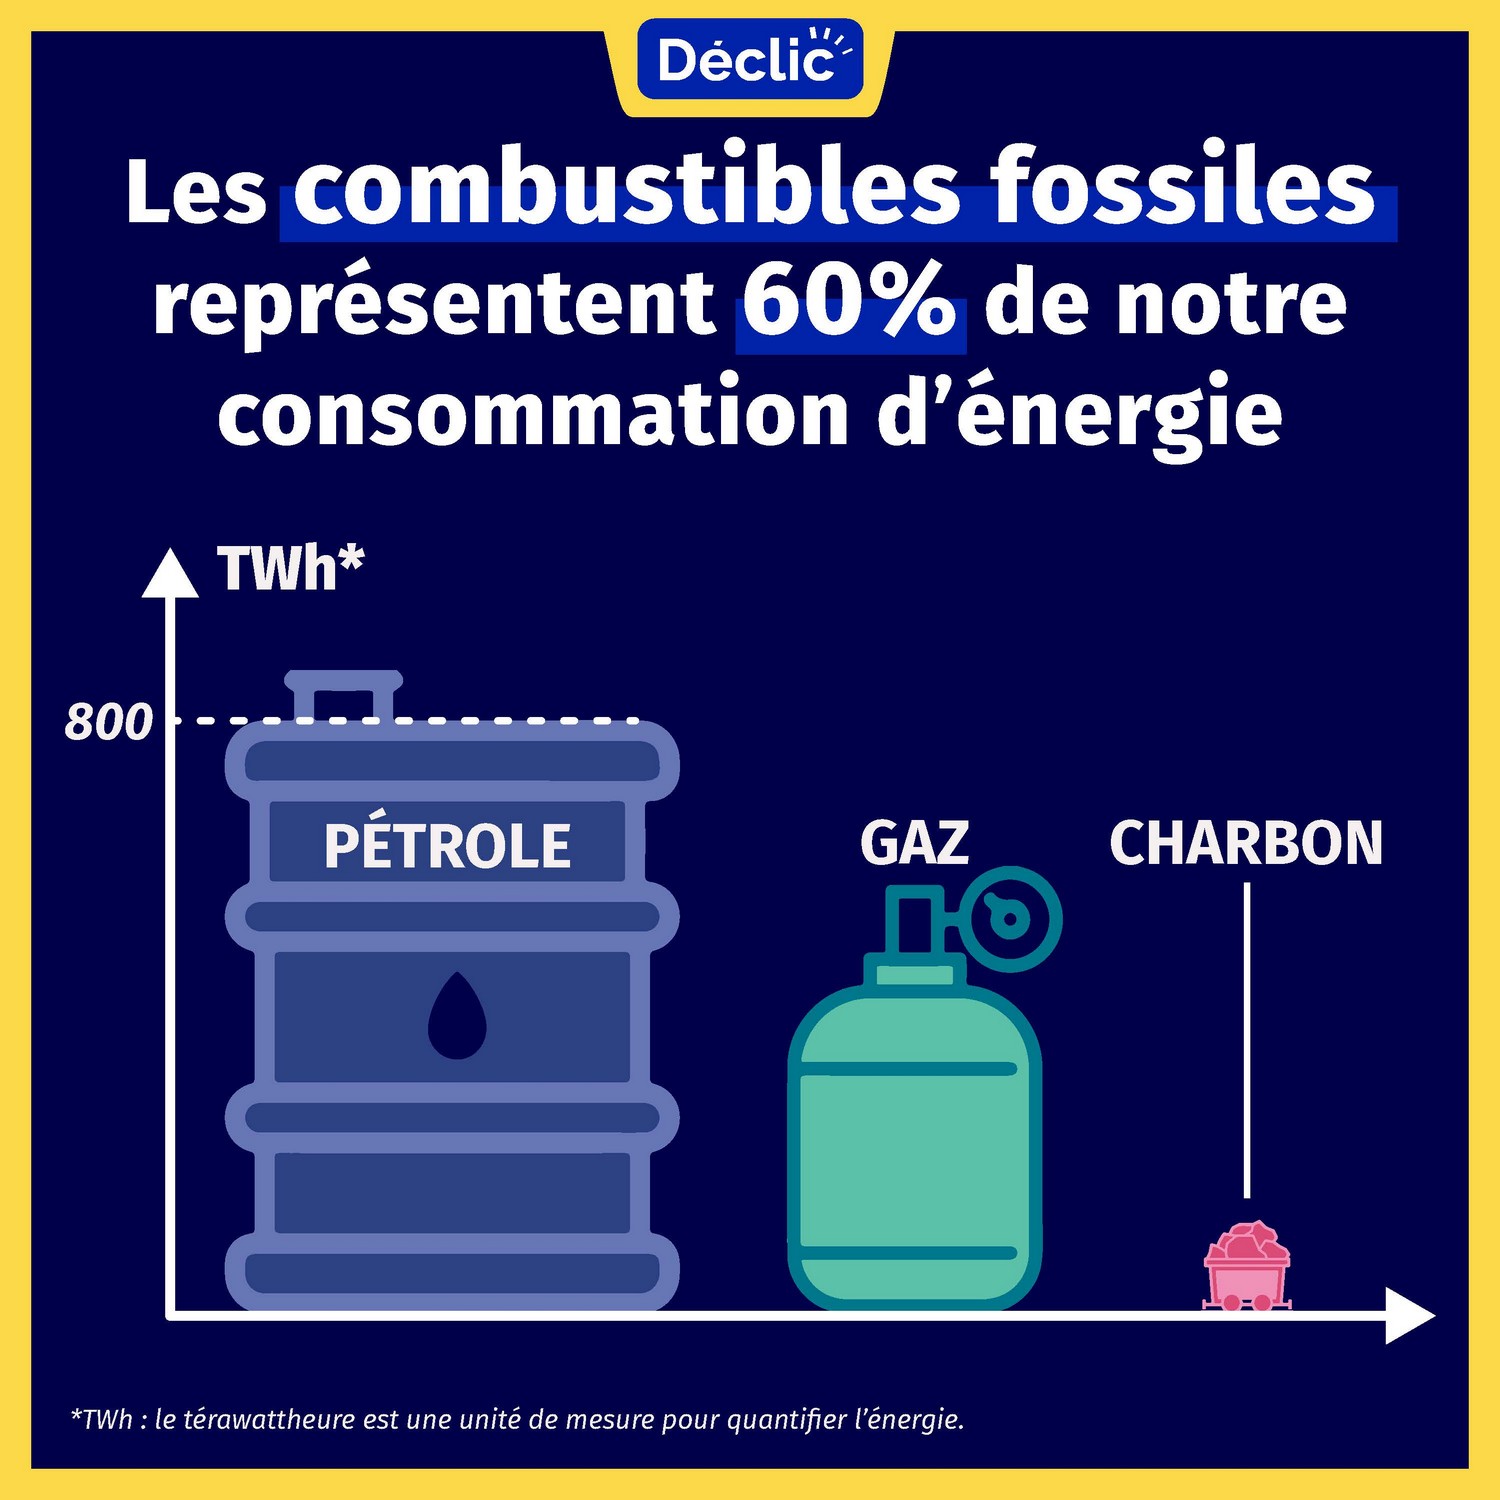 Déclic
Les combustibles fossiles
représentent 60% de notre
consommation d’énergie
TWh*
800
PÉTROLE
GAZ
CHARBON
*TWh : le térawattheure est une unité de mesure pour quantifier l’énergie.